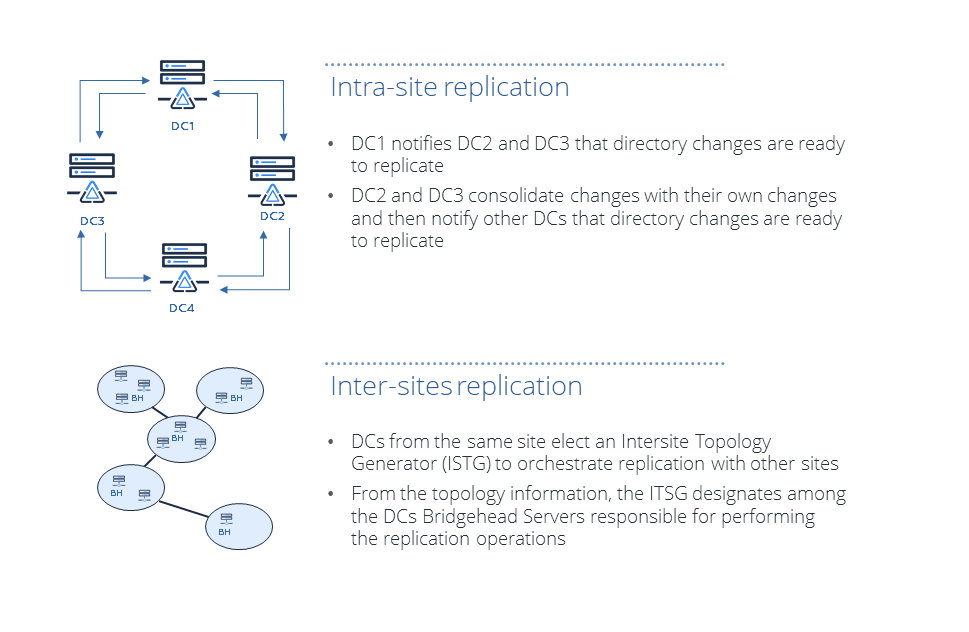 Intra-site replication
DC1
DC3
DC2
DC4
• DC1 notifies DC2 and DC3 that directory changes are ready
to replicate
• DC2 and DC3 consolidate changes with their own changes
and then notify other DCs that directory changes are ready
to replicate
Inter-sites replication
BH
BH
BH
BH
BH
• DCs from the same site elect an Intersite Topology
Generator (ISTG) to orchestrate replication with other sites
• From the topology information, the ITSG designates among
the DCs Bridgehead Servers responsible for performing
the replication operations